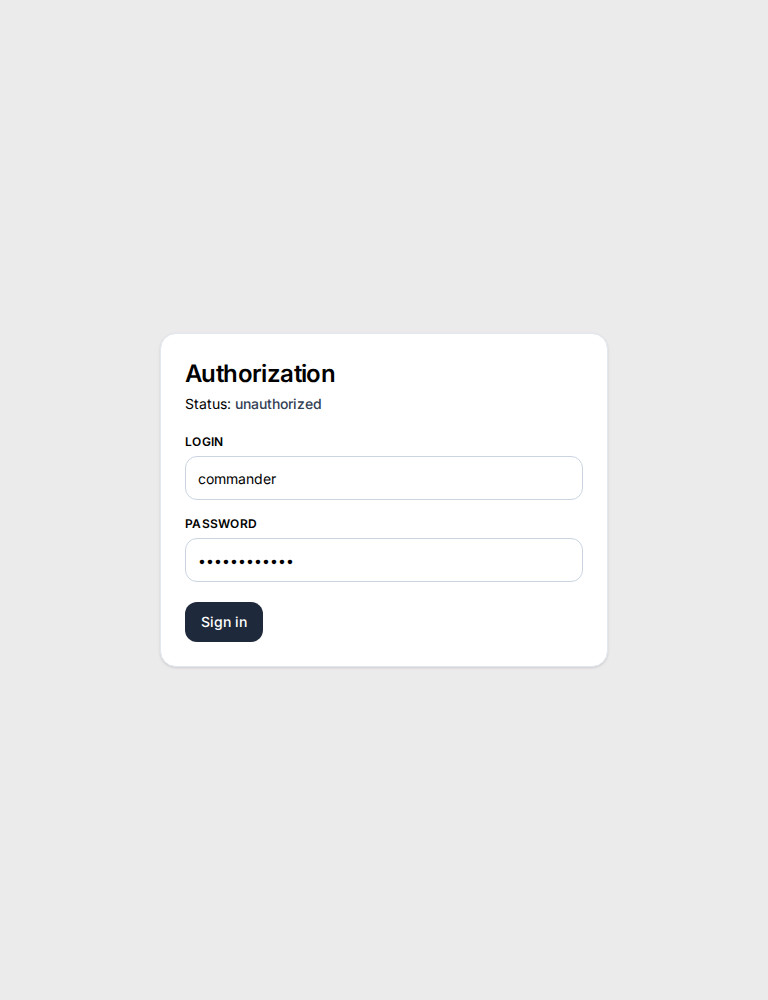 Authorization
Status: unauthorized
LOGIN
commander
PASSWORD
••••••••••••
Sign in